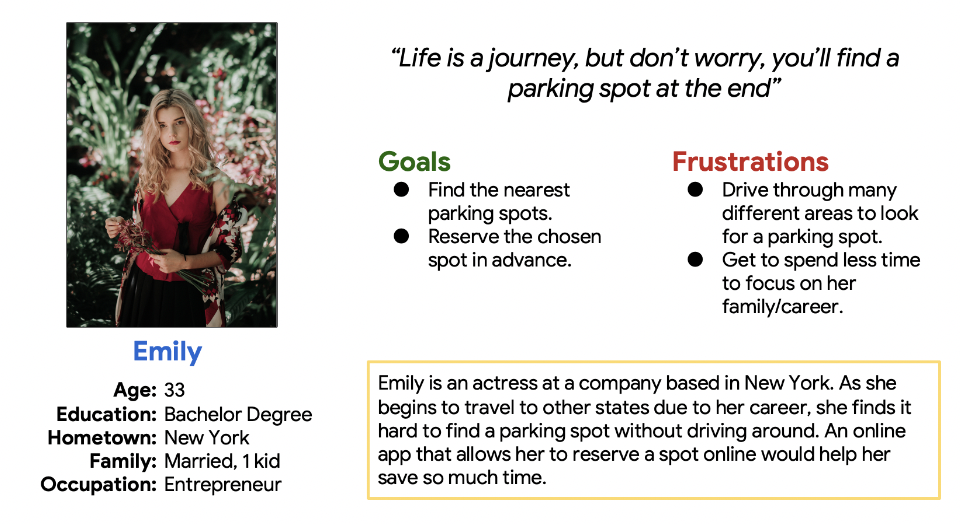 “Life is a journey, but don’t worry, you’ll find a
parking spot at the end”
Goals
● Find the nearest
parking spots.
● Reserve the chosen
spot in advance.
Frustrations
● Drive through many
different areas to look
for a parking spot.
● Get to spend less time
to focus on her
family/career.
Emily
Age: 33
Education: Bachelor Degree
Hometown: New York
Family: Married, 1 kid
Occupation: Entrepreneur
Emily is an actress at a company based in New York. As she
begins to travel to other states due to her career, she finds it
hard to find a parking spot without driving around. An online
app that allows her to reserve a spot online would help her
save so much time.